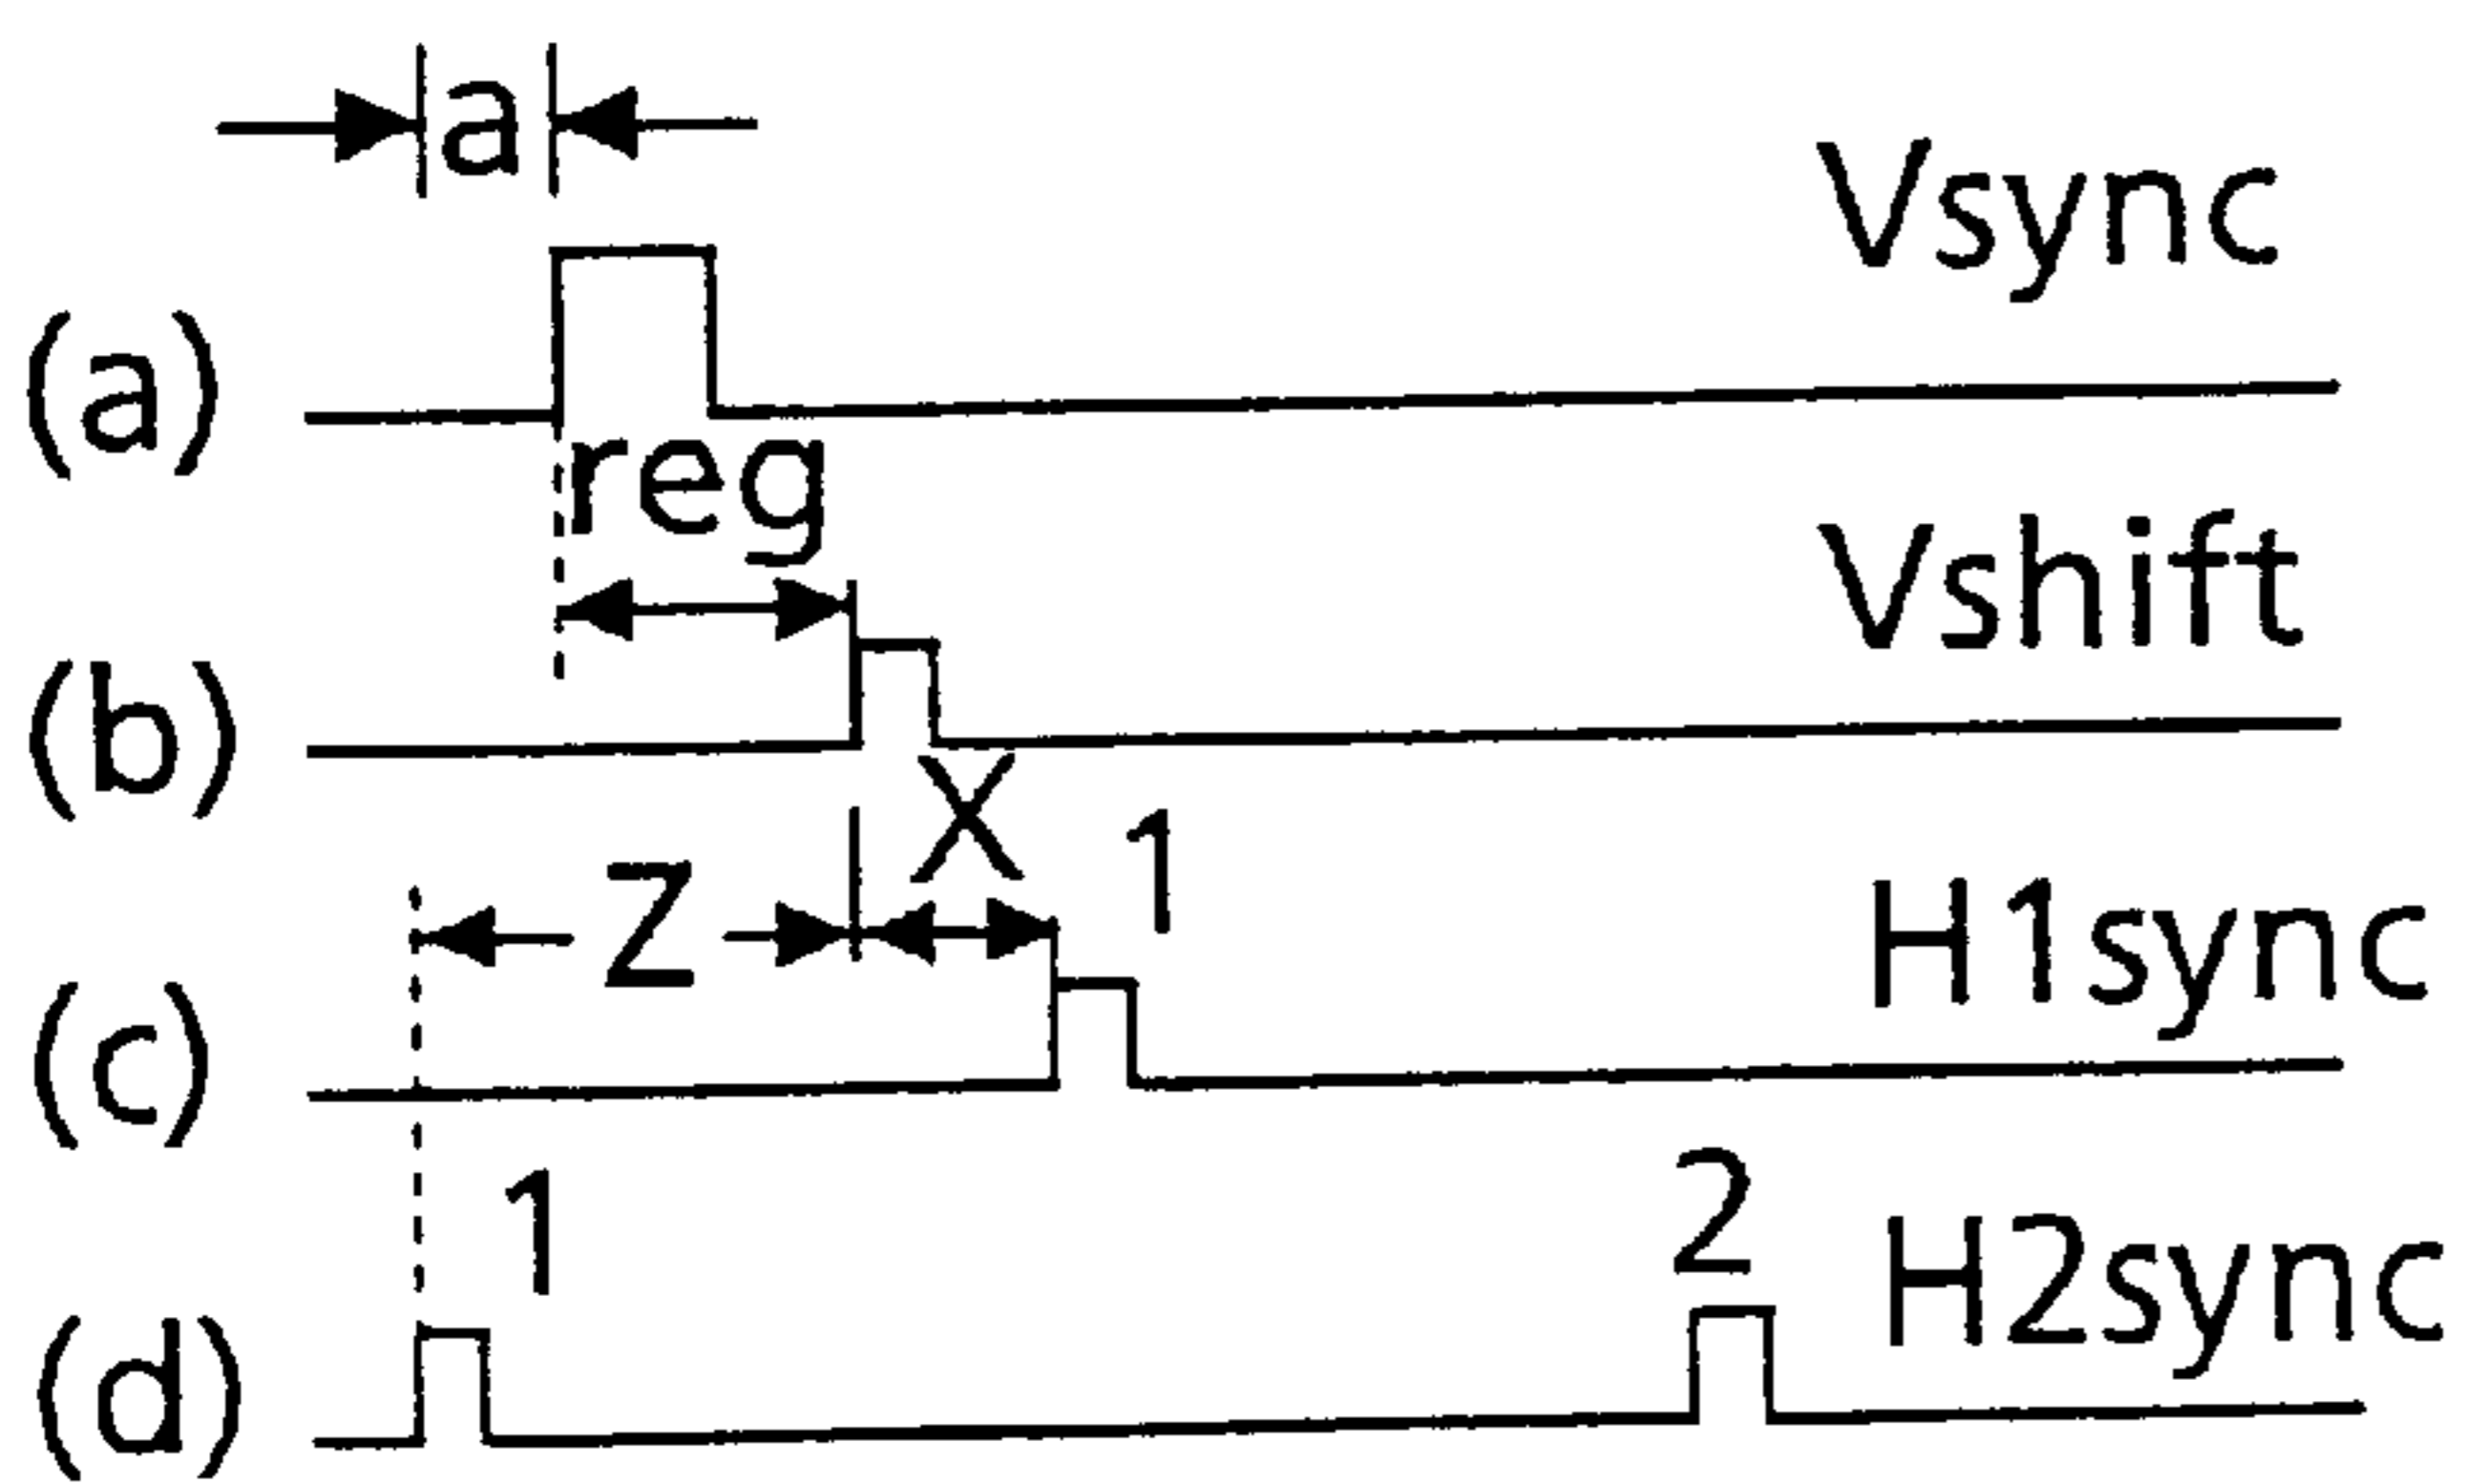 a
Vsync
(a)
reg
Vshift
(b)
X
1
Z
H1sync
(c)
1
2
H2sync
(d)